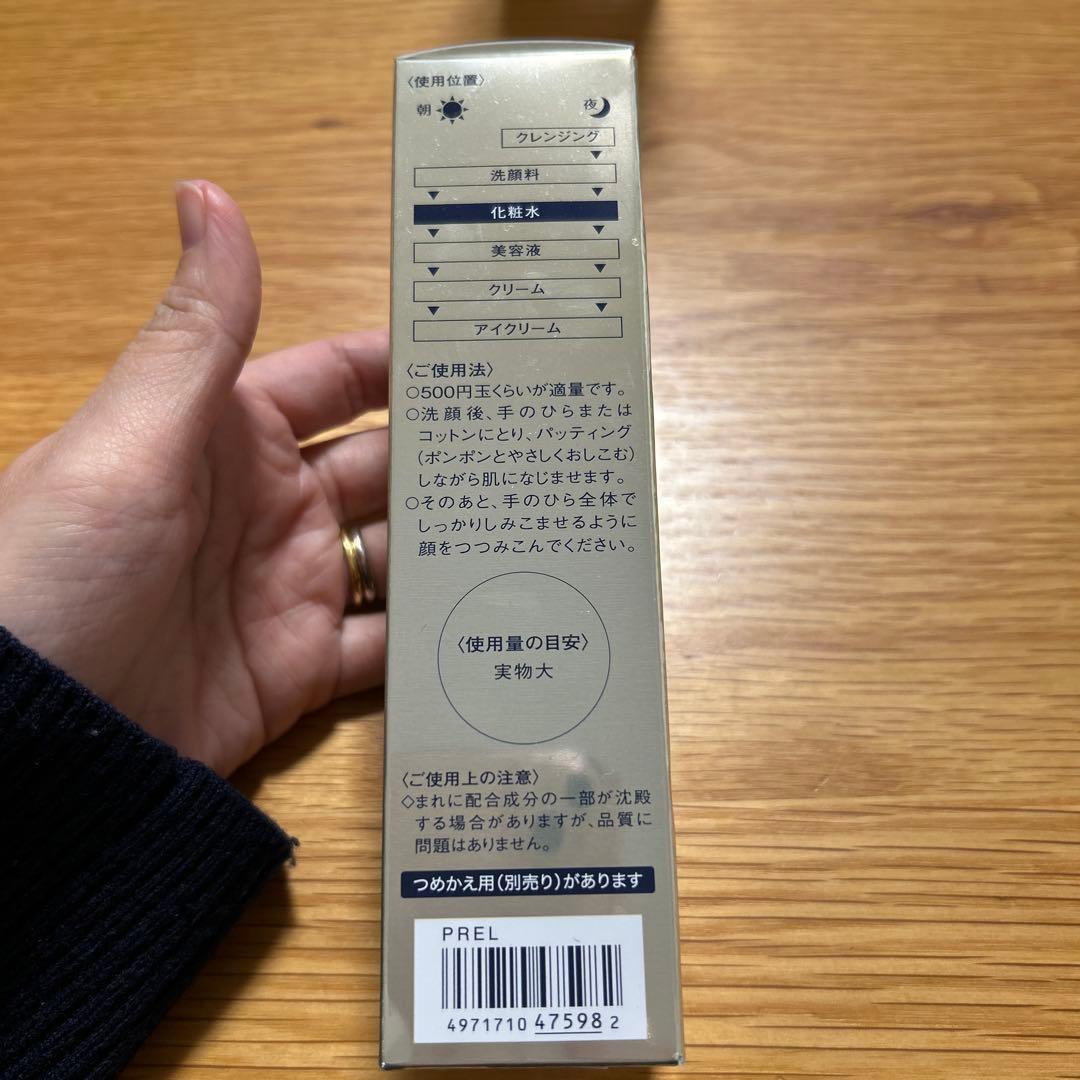 〈使用位置〉
朝 夜
クレンジング
洗顔料
化粧水
美容液
クリーム
アイクリーム
〈ご使用法〉
○500円玉くらいが適量です。
○洗顔後、手のひらまたは
コットンにとり、パッティング
(ポンポンとやさしくおしこむ)
しながら肌になじませます。
○そのあと、手のひら全体で
しっかりしみこませるように
顔をつつみこんでください。
〈使用量の目安〉
実物大
〈ご使用上の注意〉
◇まれに配合成分の一部が沈殿
する場合がありますが、品質に
問題はありません。
つめかえ用(別売り)があります
PREL
4971710 47598 2